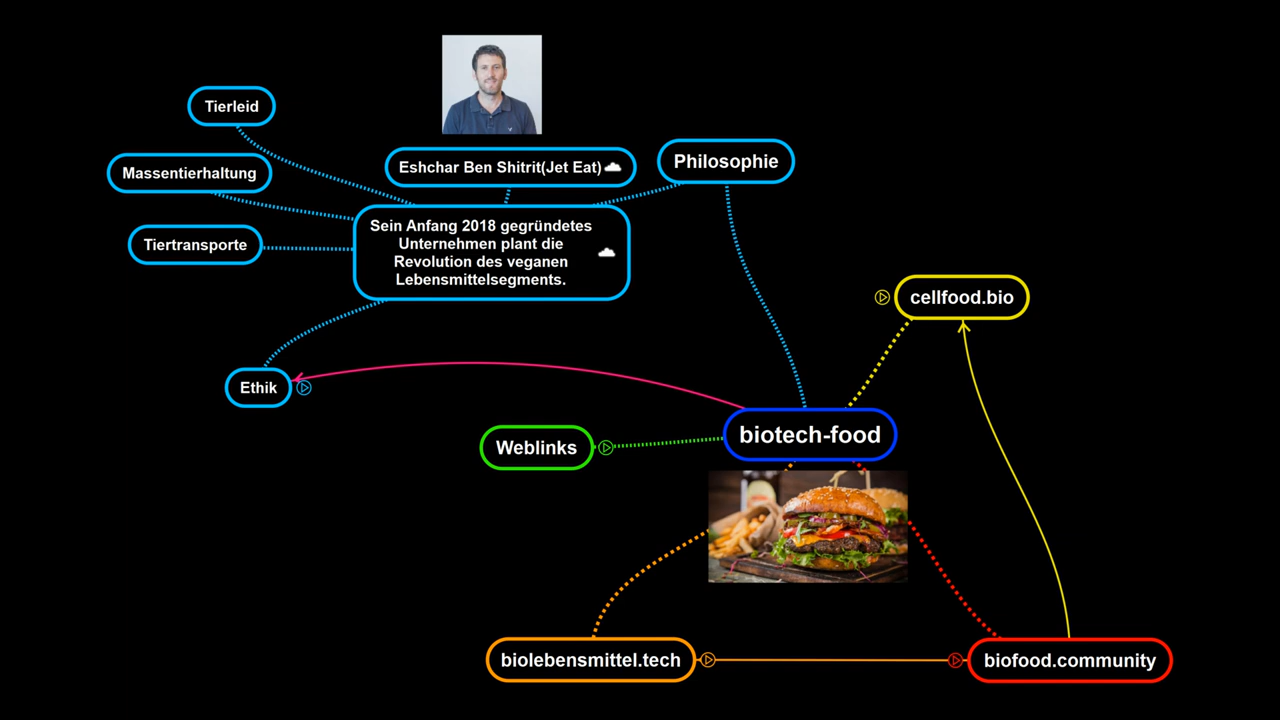 Tierleid
Massentierhaltung
Tiertransporte
Eshchar Ben Shitrit(Jet Eat)
Philosophie
Sein Anfang 2018 gegründetes
Unternehmen plant die
Revolution des veganen
Lebensmittelsegments.
cellfood.bio
Ethik
Weblinks
biotech-food
biolebensmittel.tech
biofood.community